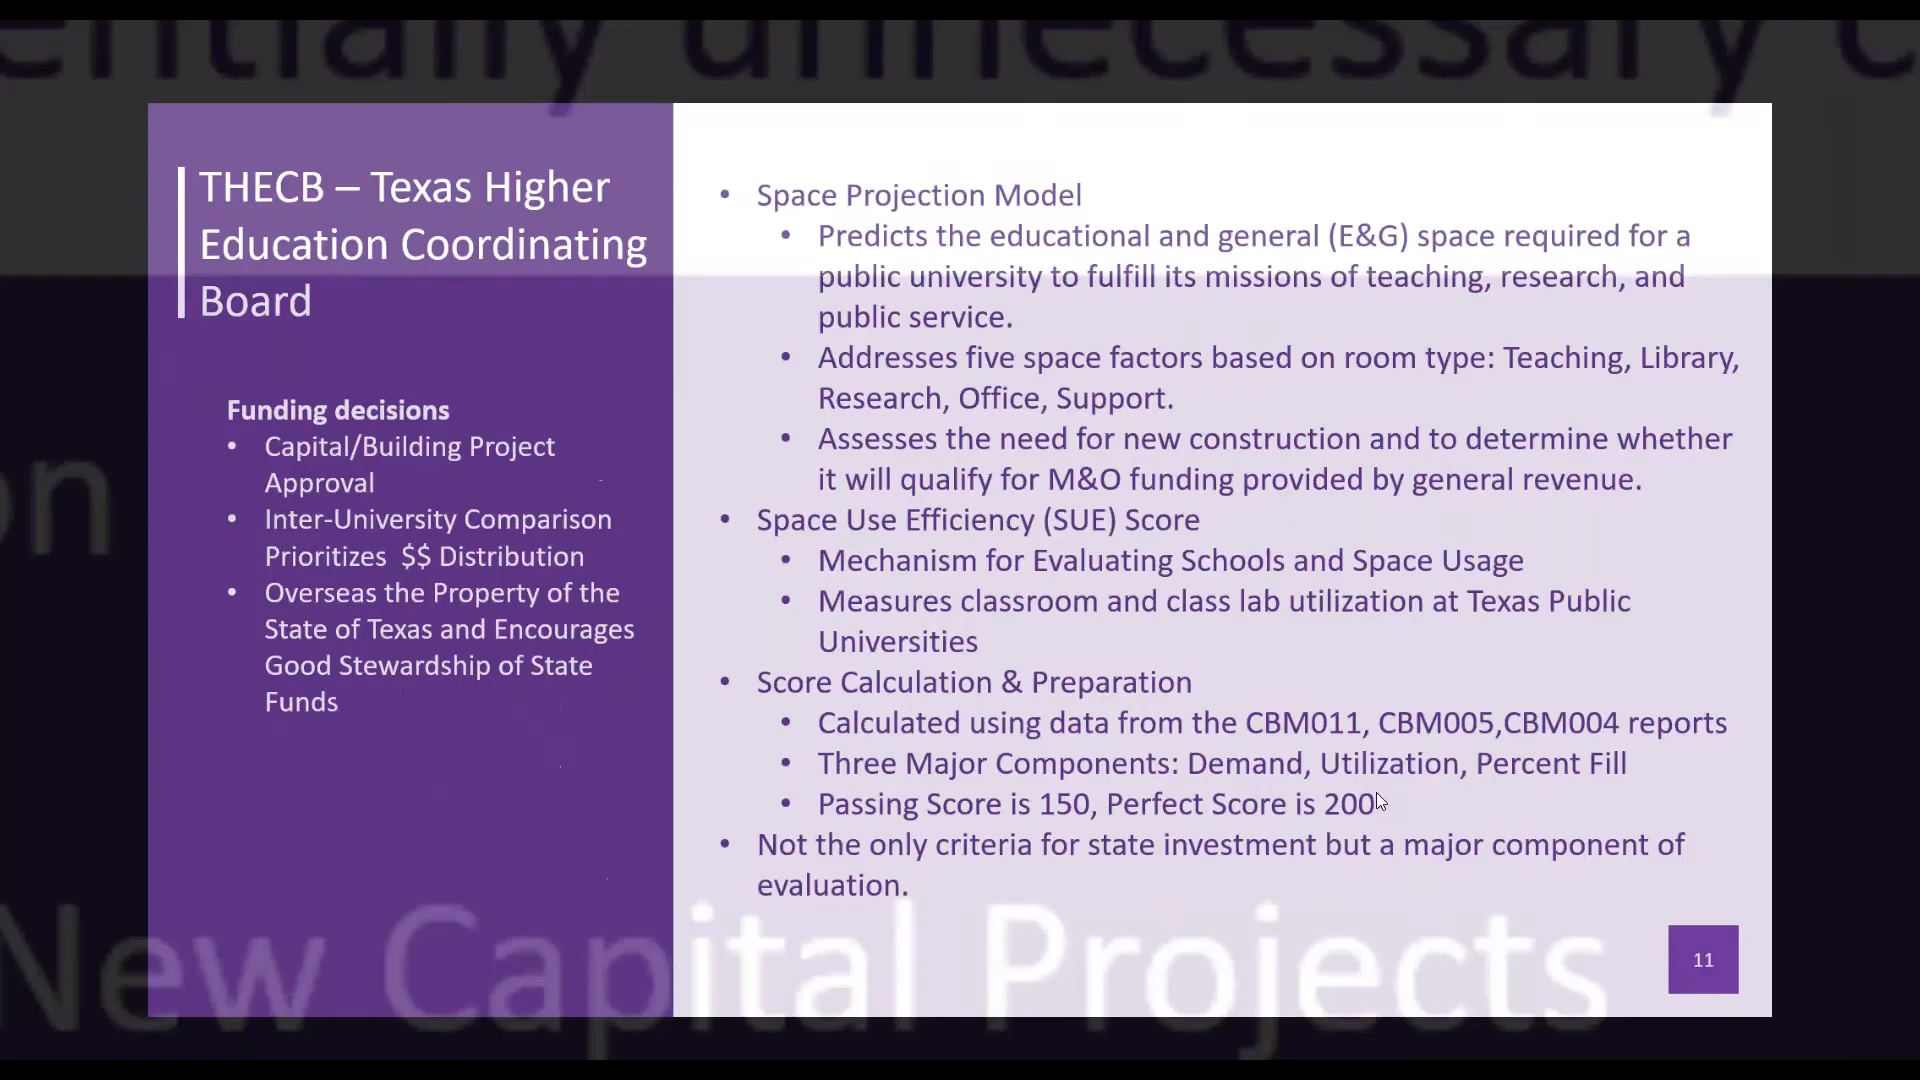 entially unnecessary c
THECB – Texas Higher
Education Coordinating
Board
Funding decisions
• Capital/Building Project
Approval
• Inter-University Comparison
Prioritizes $$ Distribution
• Overseas the Property of the
State of Texas and Encourages
Good Stewardship of State
Funds
• Space Projection Model
• Predicts the educational and general (E&G) space required for a
public university to fulfill its missions of teaching, research, and
public service.
• Addresses five space factors based on room type: Teaching, Library,
Research, Office, Support.
• Assesses the need for new construction and to determine whether
it will qualify for M&O funding provided by general revenue.
• Space Use Efficiency (SUE) Score
• Mechanism for Evaluating Schools and Space Usage
• Measures classroom and class lab utilization at Texas Public
Universities
• Score Calculation & Preparation
• Calculated using data from the CBM011, CBM005,CBM004 reports
• Three Major Components: Demand, Utilization, Percent Fill
• Passing Score is 150, Perfect Score is 200
• Not the only criteria for state investment but a major component of
evaluation.
on
New Capital Projects
11